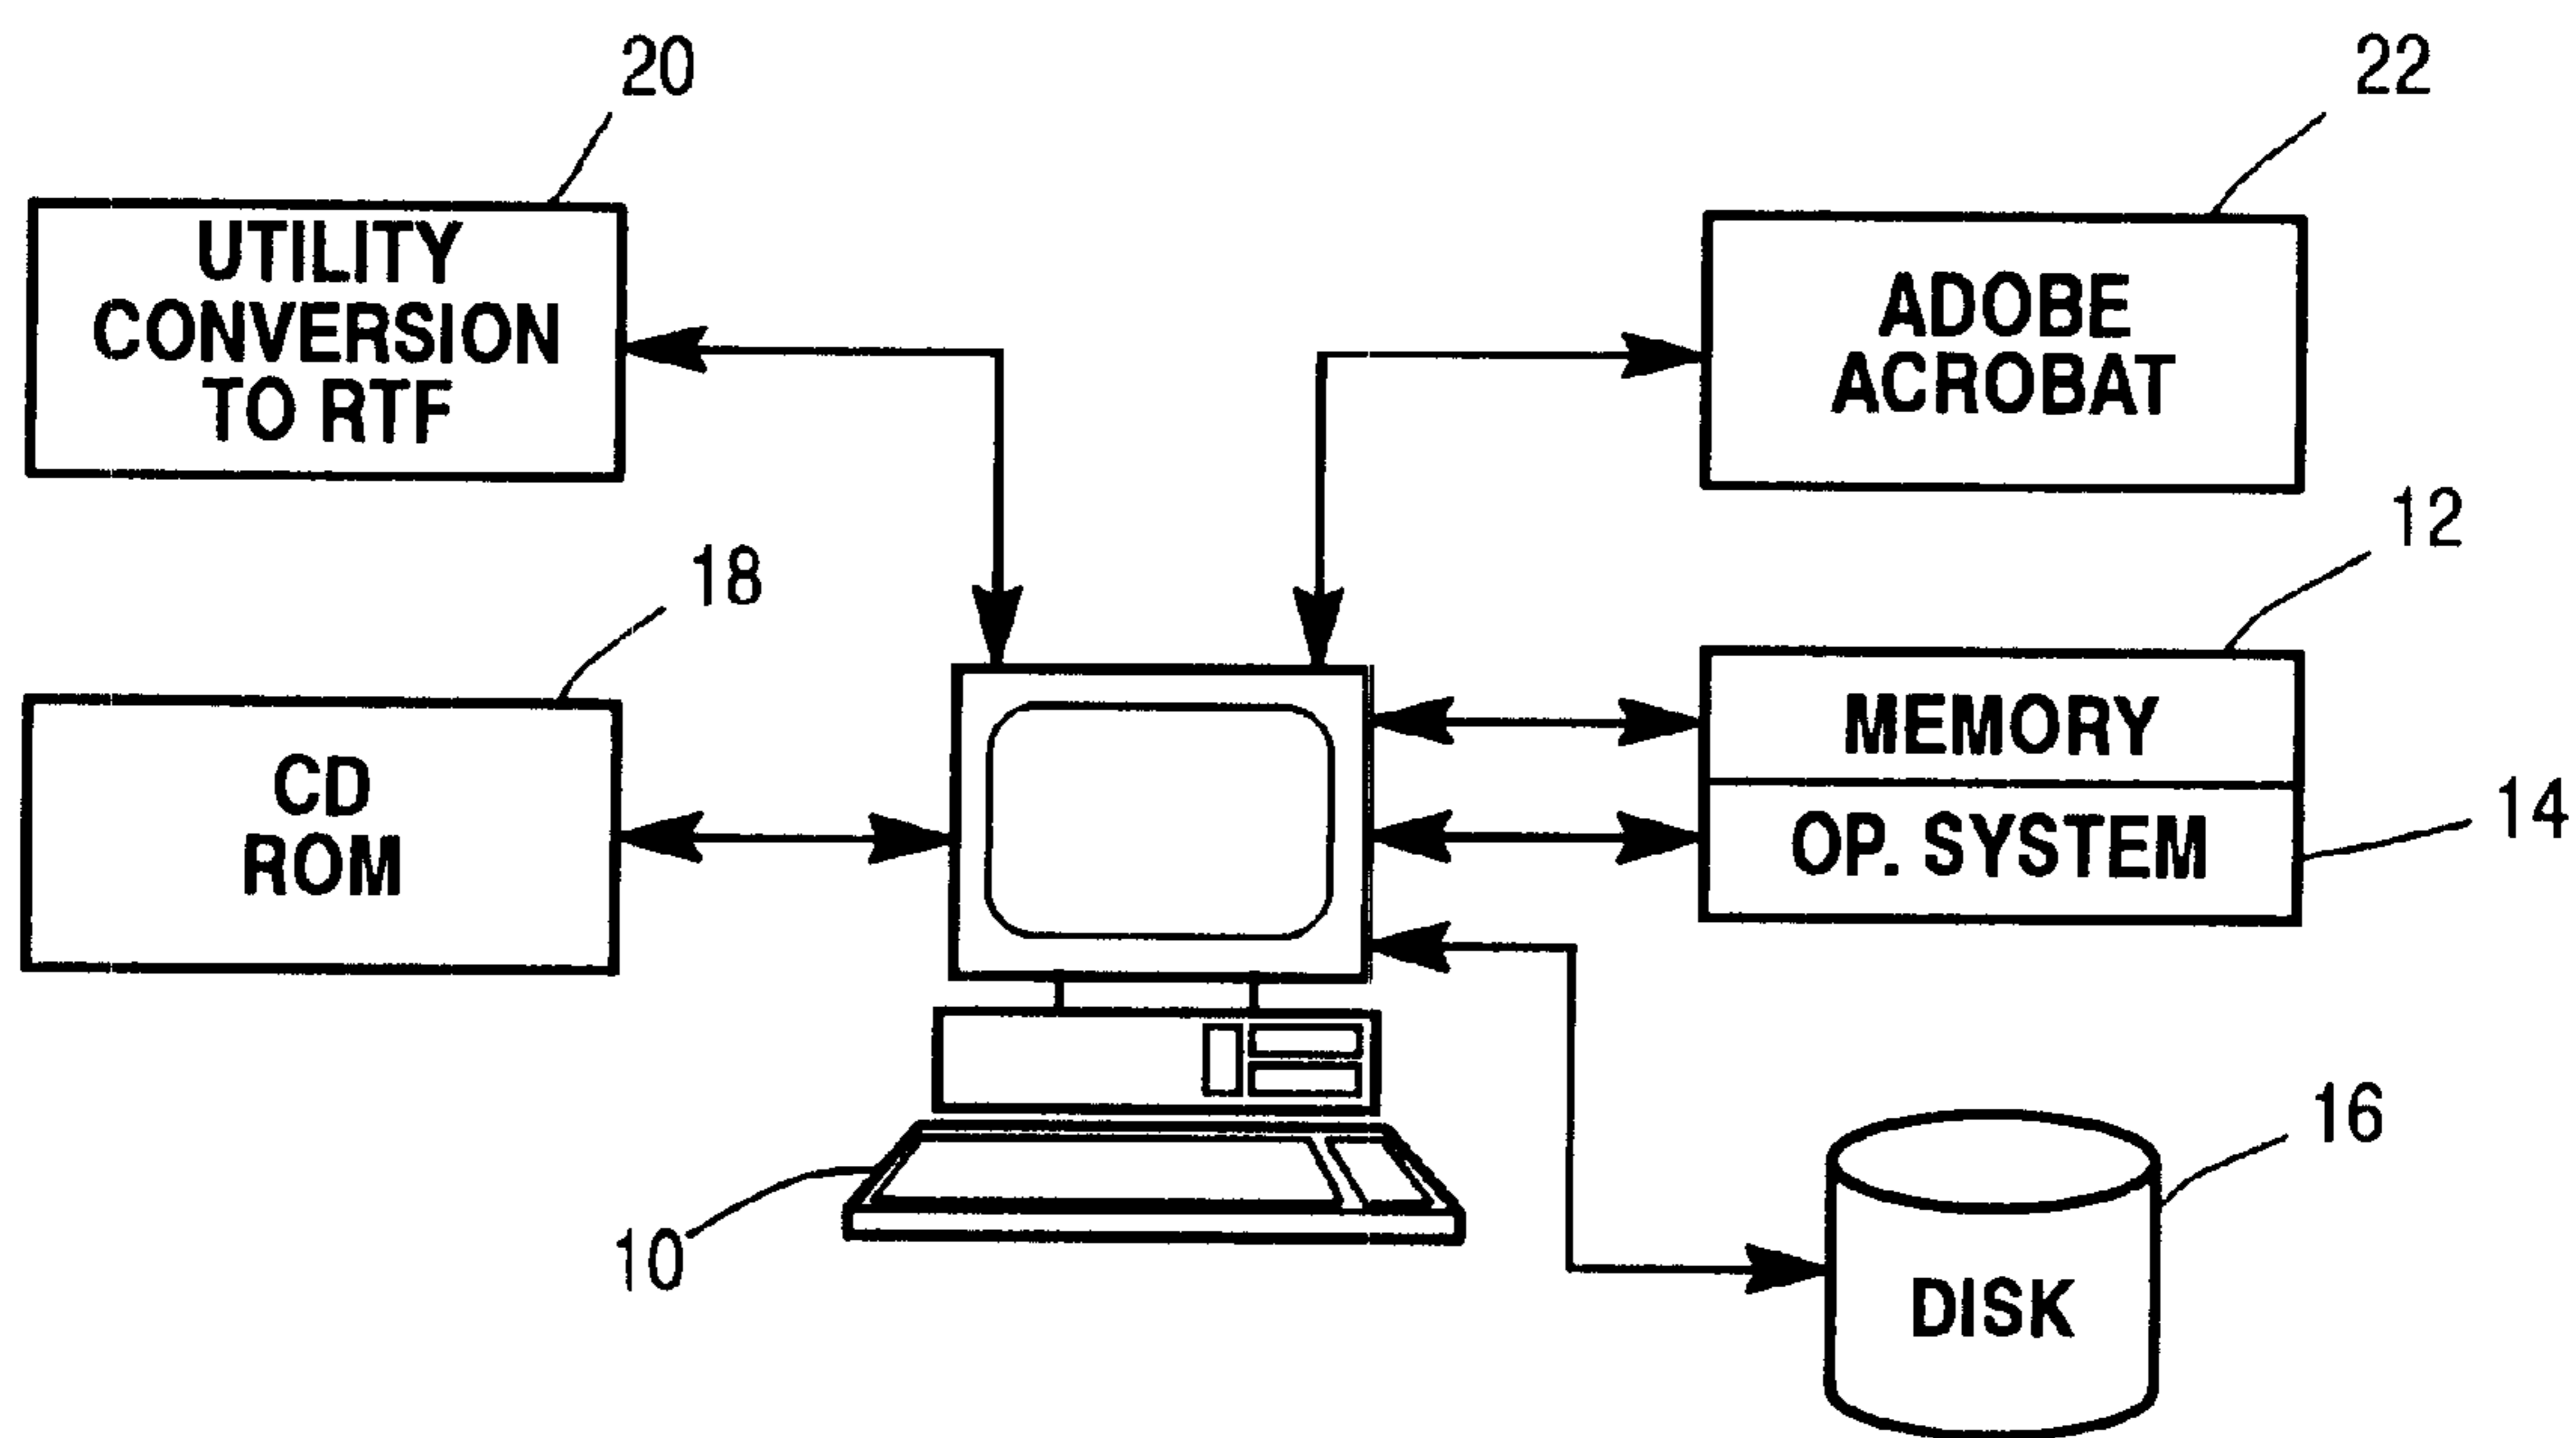 20
22
UTILITY
CONVERSION
TO RTF
ADOBE
ACROBAT
18
12
CD
ROM
MEMORY
OP. SYSTEM
14
10
16
DISK